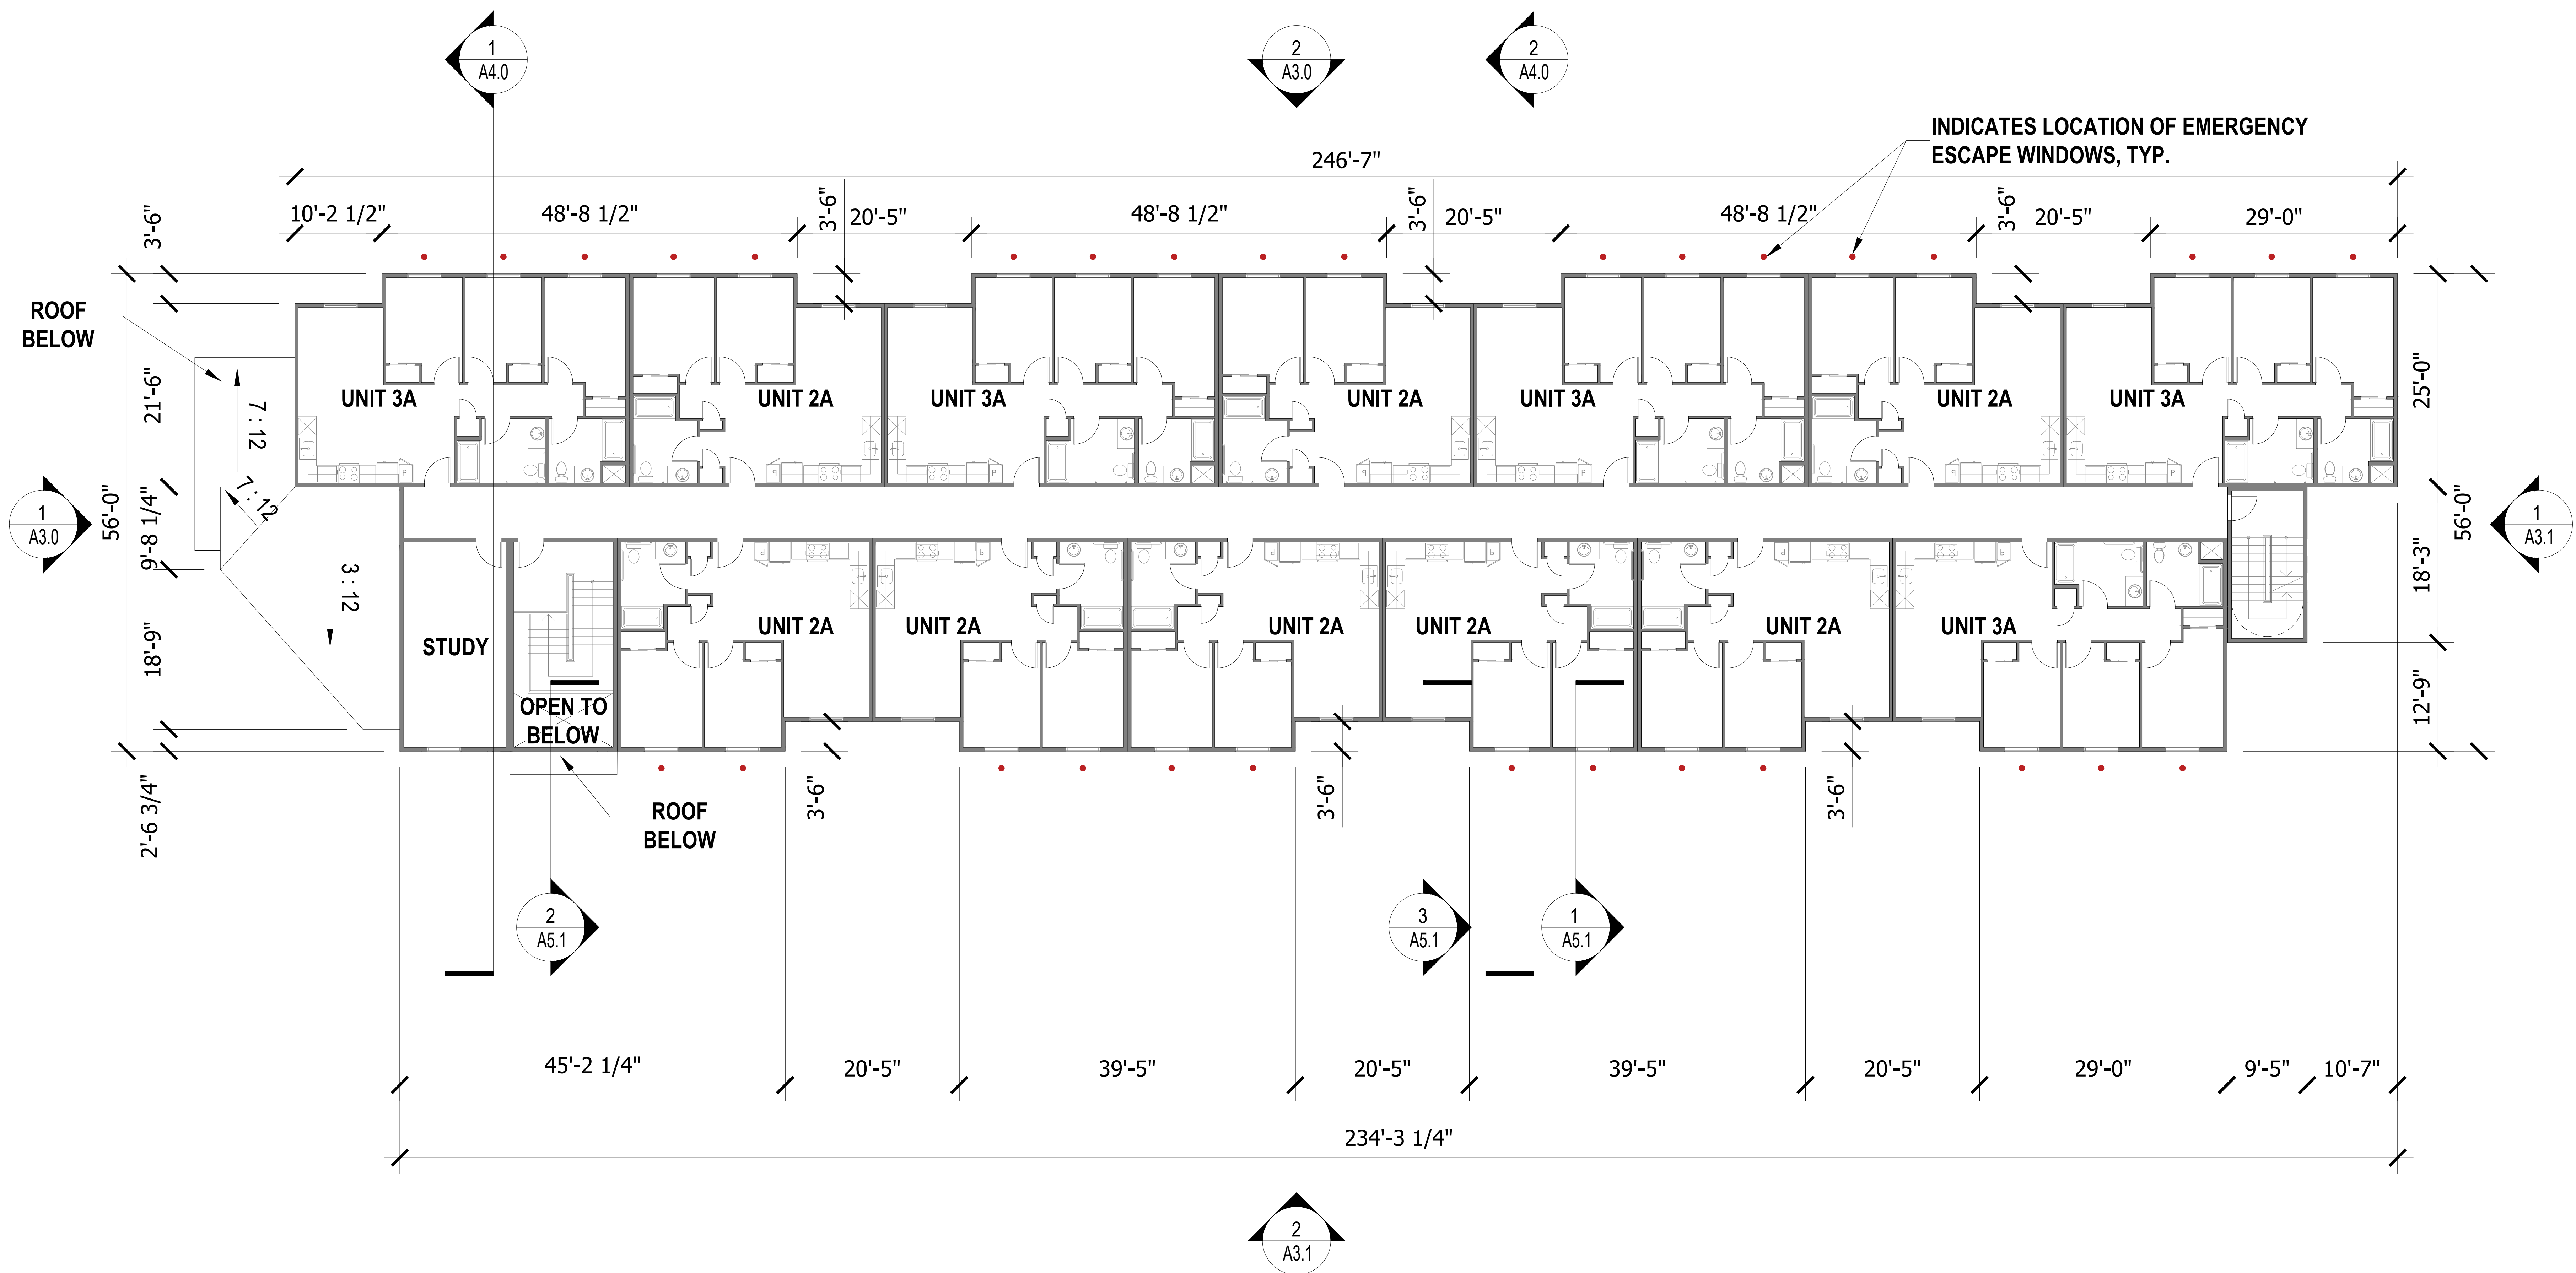 1
A4.0
2
A3.0
2
A4.0
INDICATES LOCATION OF EMERGENCY
ESCAPE WINDOWS, TYP.
246'-7"
3'-6"
10'-2 1/2"
48'-8 1/2"
3'-6"
20'-5"
48'-8 1/2"
3'-6"
20'-5"
48'-8 1/2"
3'-6"
20'-5"
29'-0"
ROOF
BELOW
21'-6"
7 : 12
7 : 12
UNIT 3A
UNIT 2A
UNIT 3A
UNIT 2A
UNIT 3A
UNIT 2A
UNIT 3A
25'-0"
1
A3.0
56'-0"
9'-8 1/4"
56'-0"
1
A3.1
3 : 12
18'-9"
18'-3"
STUDY
UNIT 2A
UNIT 2A
UNIT 2A
UNIT 2A
UNIT 2A
UNIT 3A
OPEN TO
BELOW
12'-9"
2'-6 3/4"
ROOF
BELOW
3'-6"
3'-6"
3'-6"
2
A5.1
3
A5.1
1
A5.1
45'-2 1/4"
20'-5"
39'-5"
20'-5"
39'-5"
20'-5"
29'-0"
9'-5"
10'-7"
234'-3 1/4"
2
A3.1